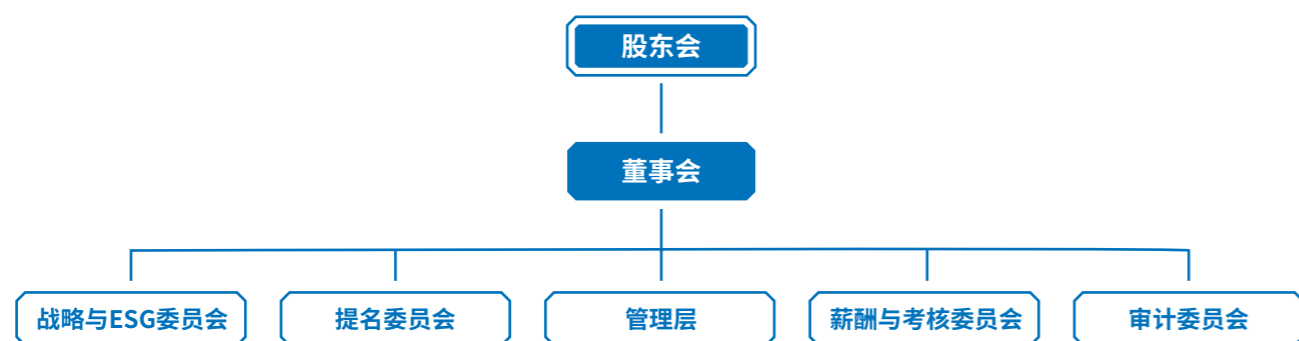 股东会
董事会
战略与ESG委员会
提名委员会
管理层
薪酬与考核委员会
审计委员会